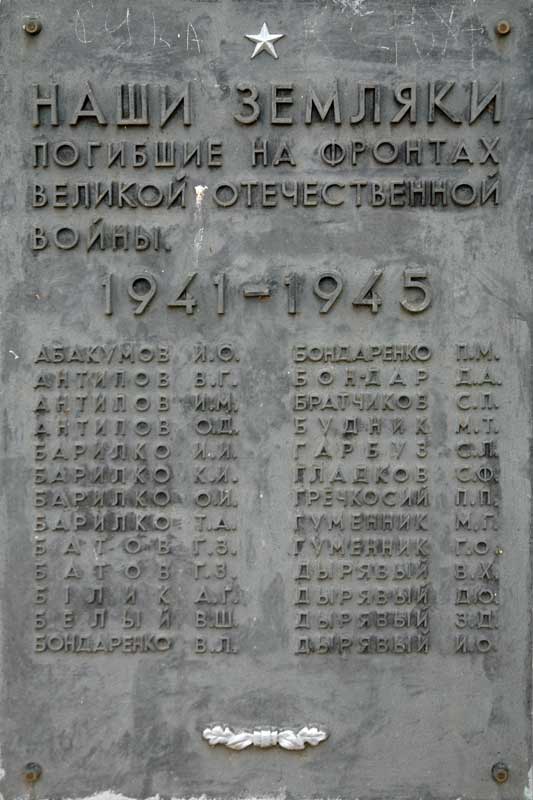 НАШИ ЗЕМЛЯКИ
ПОГИБШИЕ НА ФРОНТАХ
ВЕЛИКОЙ ОТЕЧЕСТВЕННОЙ
ВОЙНЫ.
1941-1945
АБАКУМОВ И.О.
АНТИПОВ В.Г.
АНТИПОВ И.М.
АНТИПОВ О.Д.
БАРИЛКО И.И.
БАРИЛКО К.И.
БАРИЛКО О.И.
БАРИЛКО Т.А.
БАТОВ Г.З.
БАТОВ Г.З.
БІЛИК А.Г.
БЕЛЫЙ В.Ш.
БОНДАРЕНКО В.Л.
БОНДАРЕНКО П.М.
БОНДАР Д.А.
БРАТЧИКОВ С.П.
БУДНИК М.Т.
ГАРБУЗ С.Л.
ГЛАДКОВ С.Ф.
ГРЕЧКОСИЙ П.П.
ГУМЕННИК М.Г.
ГУМЕННИК Г.О.
ДЫРЯВЫЙ В.Х.
ДЫРЯВЫЙ Д.Ю.
ДЫРЯВЫЙ З.Д.
ДЫРЯВЫЙ И.О.